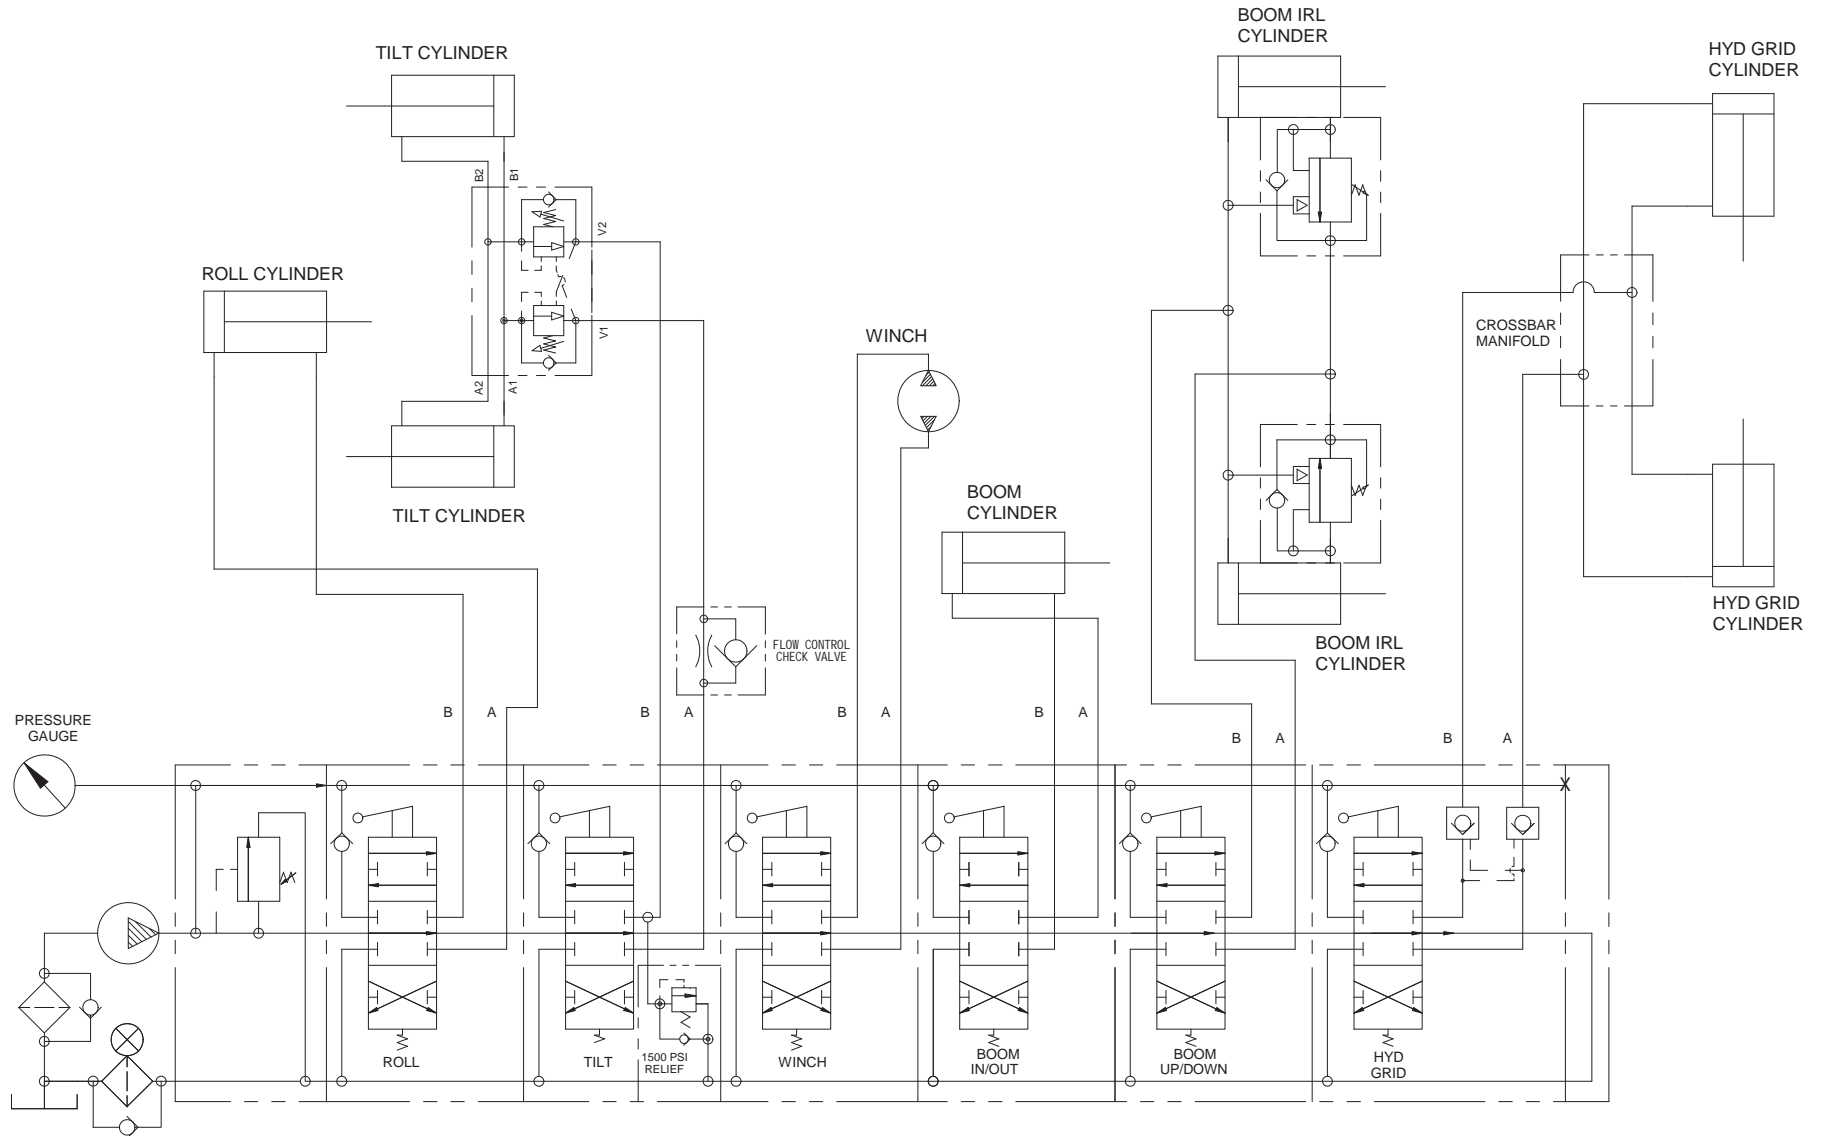 BOOM IRL
CYLINDER
TILT CYLINDER
HYD GRID
CYLINDER
B2
B1
V2
ROLL CYLINDER
V1
CROSSBAR
MANIFOLD
WINCH
A2
A1
TILT CYLINDER
BOOM
CYLINDER
HYD GRID
CYLINDER
FLOW CONTROL
CHECK VALVE
BOOM IRL
CYLINDER
PRESSURE
GAUGE
B
A
B
A
B
A
B
A
B
A
B
A
X
ROLL
TILT
1500 PSI
RELIEF
WINCH
BOOM
IN/OUT
BOOM
UP/DOWN
HYD
GRID